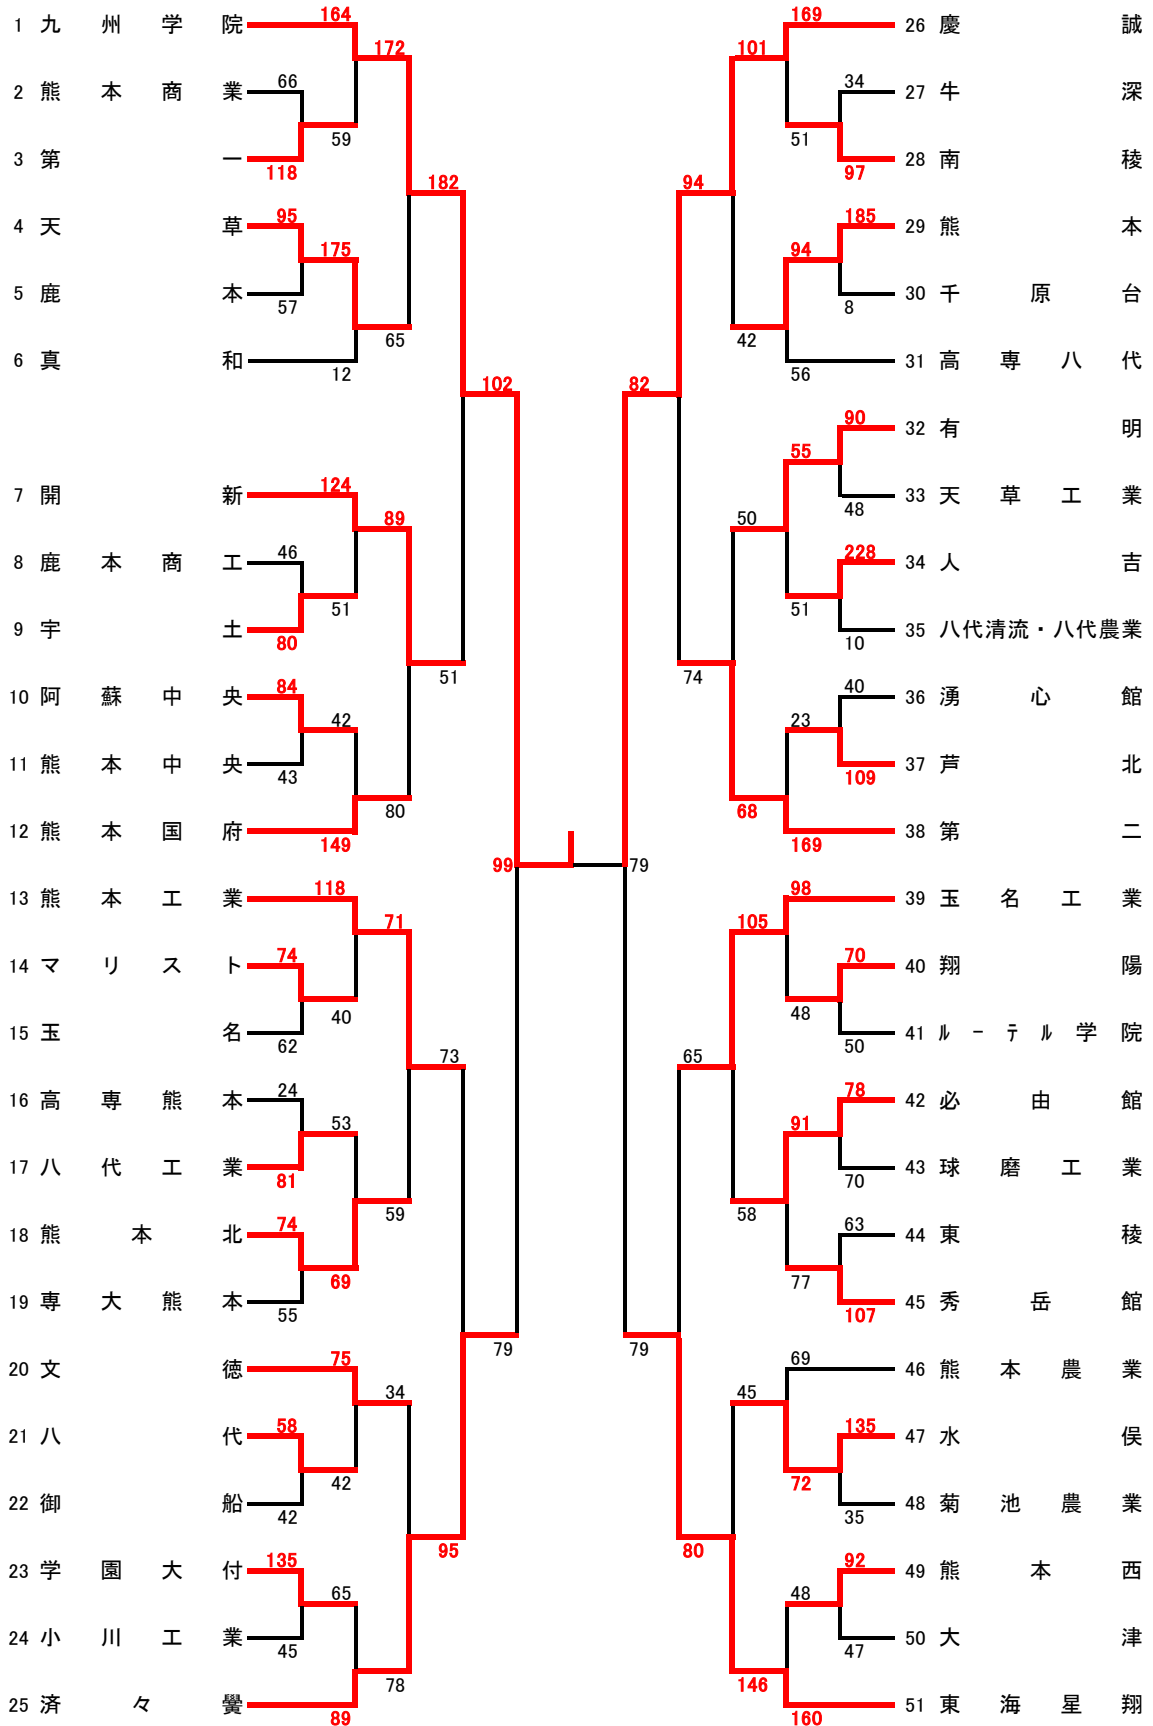 164 169
1 九州学院 26 慶誠
172 101
66 34
2 熊本商業 27 牛深
59 51
3 第一 28 南稜
118 97
182 94
95 185
4 天草 29 熊本
175 94
5 鹿本 30 千原台
57 8
65 42
6 真和 31 高専八代
12 56
102 82
90
32 有明
55
124
7 開新 33 天草工業
48
89 50
46 228
8 鹿本商工 34 人吉
51 51
9 宇土 35 八代清流・八代農業
80 10
51 74
84 40
10 阿蘇中央 36 湧心館
42 23
11 熊本中央 37 芦北
43 109
80 68
12 熊本国府 38 第二
149 169
99 79
118 98
13 熊本工業 39 玉名工業
71 105
74 70
14 マリスト 40 翔陽
40 48
15 玉名 41 ﾙｰﾃﾙ学院
62 50
73 65
24 78
16 高専熊本 42 必由館
53 91
17 八代工業 43 球磨工業
81 70
59 58
74 63
18 熊本北 44 東稜
69 77
19 専大熊本 45 秀岳館
55 107
79 79
75 69
20 文徳 46 熊本農業
34 45
58 135
21 八代 47 水俣
42 72
22 御船 48 菊池農業
42 35
95 80
135 92
23 学園大付 49 熊本西
65 48
24 小川工業 50 大津
45 47
78 146
25 済々黌 51 東海星翔
89 160